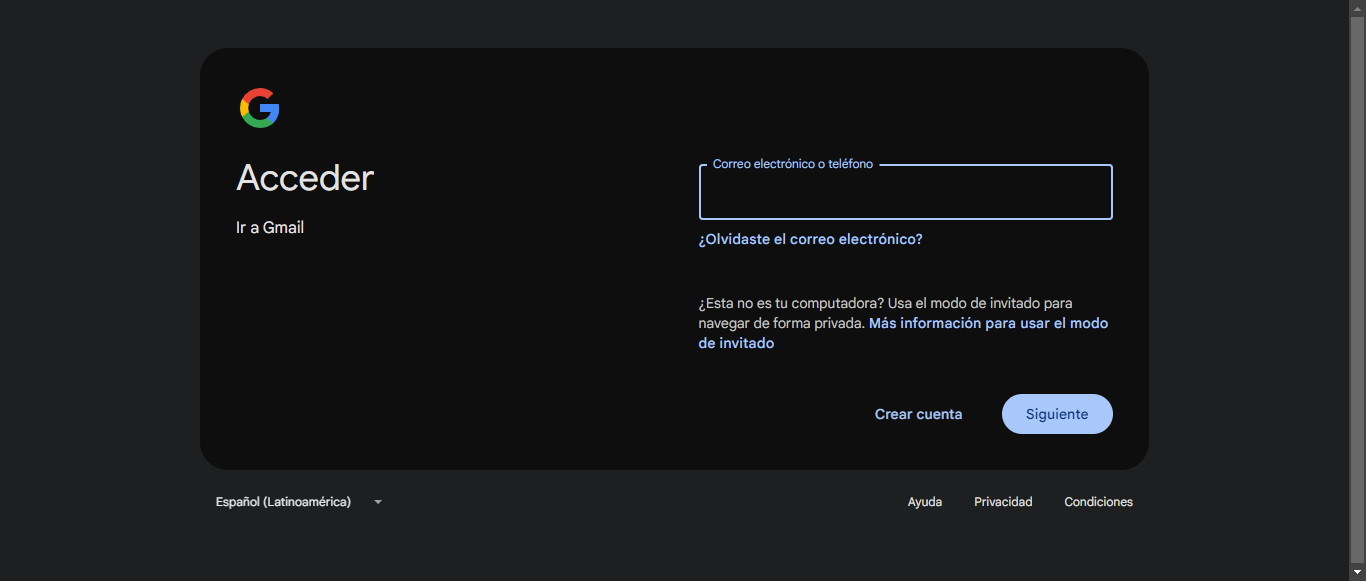 Acceder
Ir a Gmail
Correo electrónico o teléfono
¿Olvidaste el correo electrónico?
¿Esta no es tu computadora? Usa el modo de invitado para
navegar de forma privada. Más información para usar el modo
de invitado
Crear cuenta
Siguiente
Español (Latinoamérica)
Ayuda
Privacidad
Condiciones